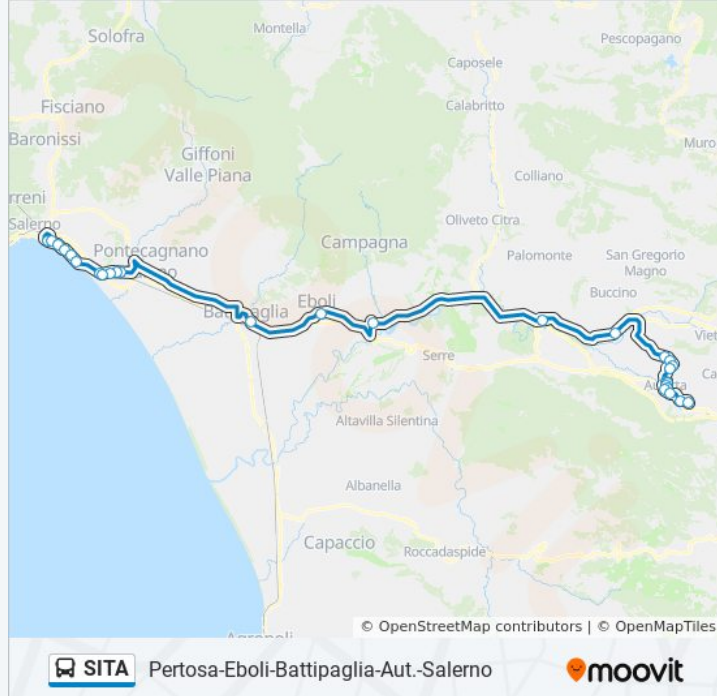 Solofra
Montella
Pescopagano
Caposele
Fisciano
Calabritto
Baronissi
Muro
Giffoni
Valle Piana
Colliano
rreni
Salerno
Oliveto Citra
Pontecagnano
Campagna
Palomonte
San Gregorio
Magno
Buccino
Eboli
Serre
Altavilla Silentina
Albanella
Capaccio
Roccadaspide
Agropoli
© OpenStreetMap contributors | © OpenMapTiles
SITA Pertosa-Eboli-Battipaglia-Aut.-Salerno
moovit